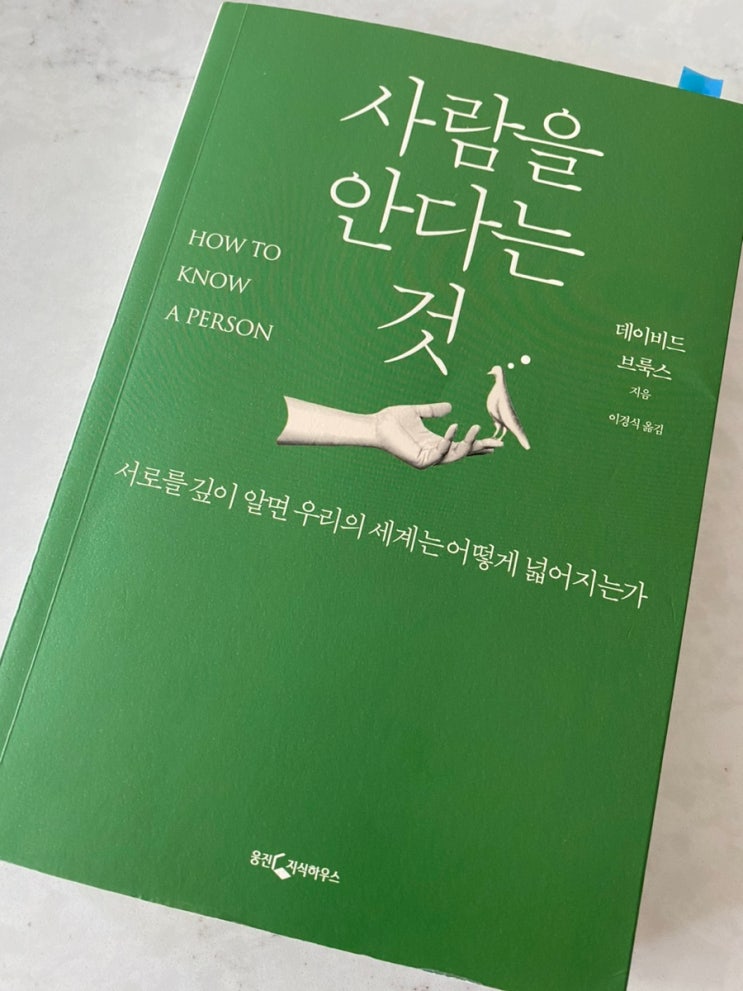 사람을
안다는
것
HOW TO
KNOW
A PERSON
데이비드
브룩스
지음
이경식 옮김
서로를 깊이 알면 우리의 세계는 어떻게 넓어지는가
웅진 지식하우스